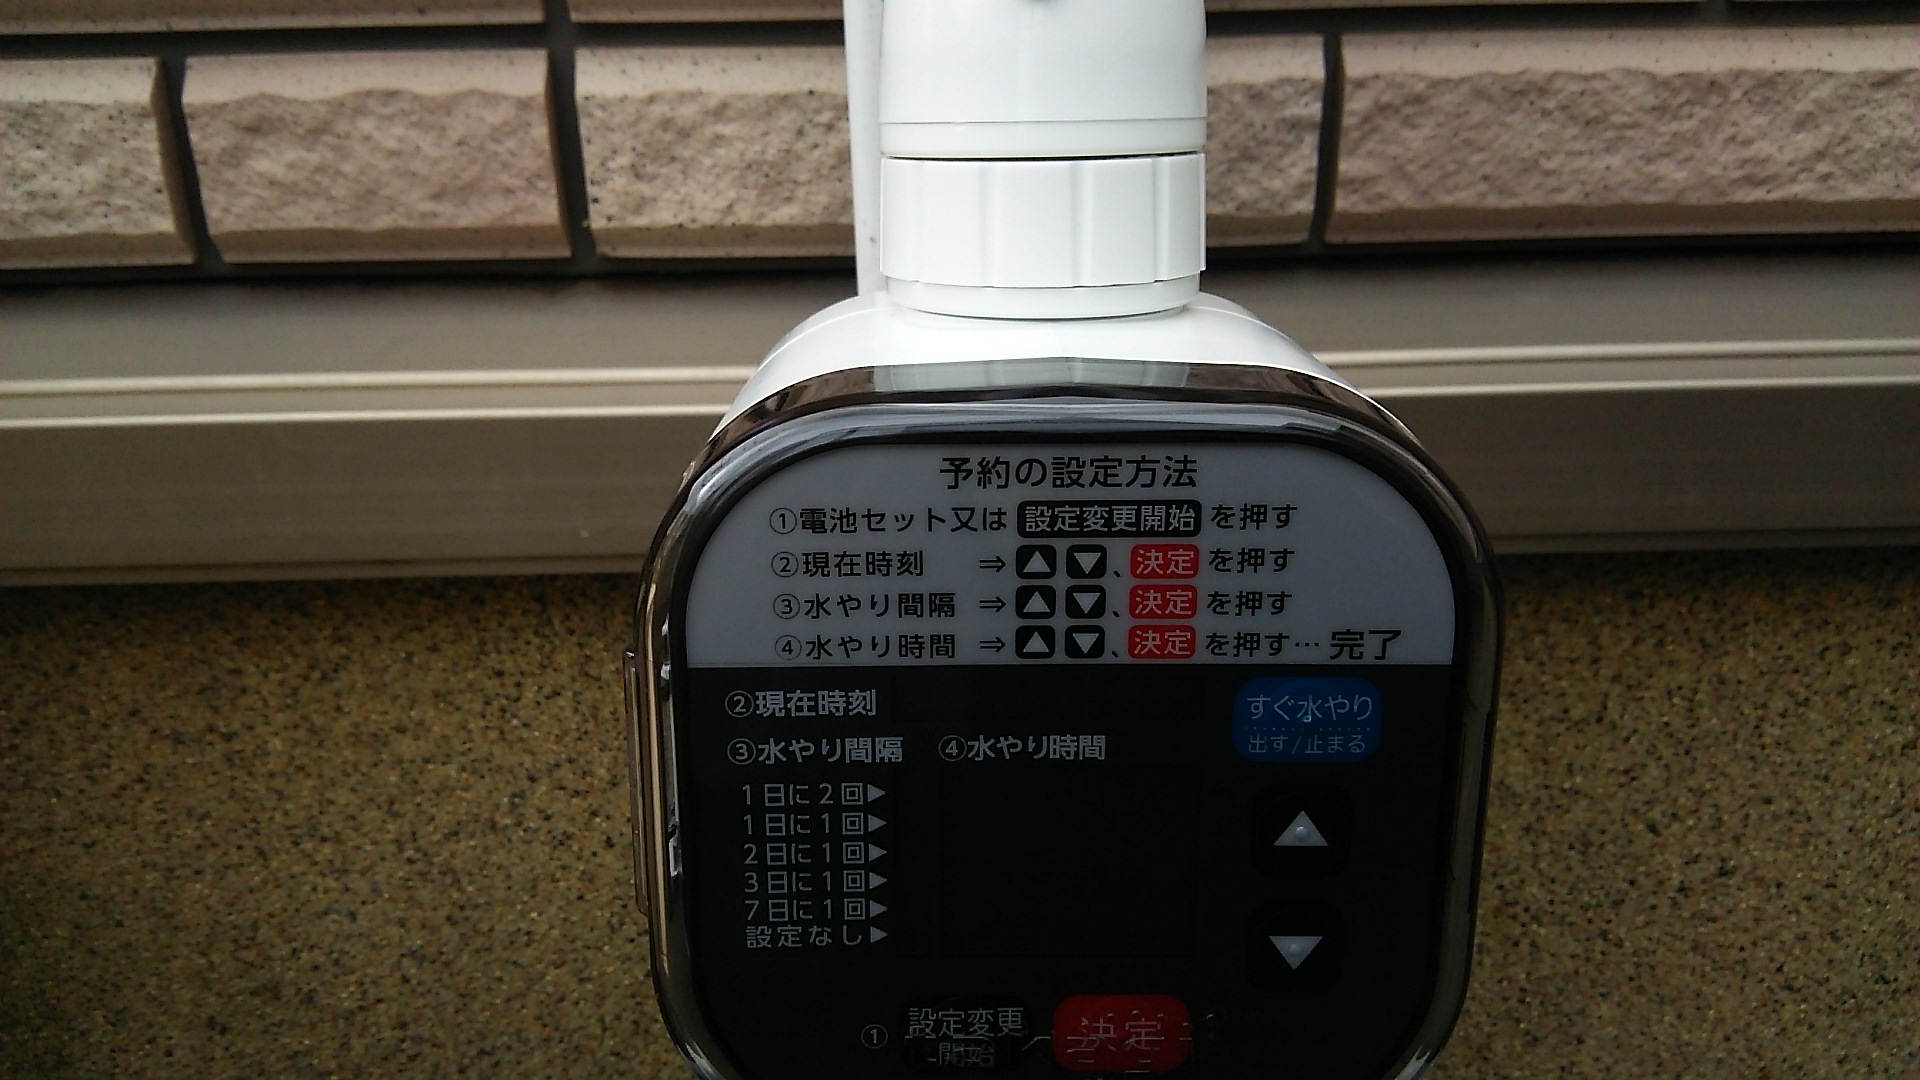 予約の設定方法
①電池セット又は 設定変更開始 を押す
②現在時刻 ⇒ △ ▽、決定 を押す
③水やり間隔 ⇒ △ ▽、決定 を押す
④水やり時間 ⇒ △ ▽、決定 を押す… 完了
②現在時刻
すぐ水やり
出す/止まる
③水やり間隔 ④水やり時間
1日に2回▶
1日に1回▶
2日に1回▶
3日に1回▶
7日に1回▶
設定なし▶
① 設定変更
開始
決定